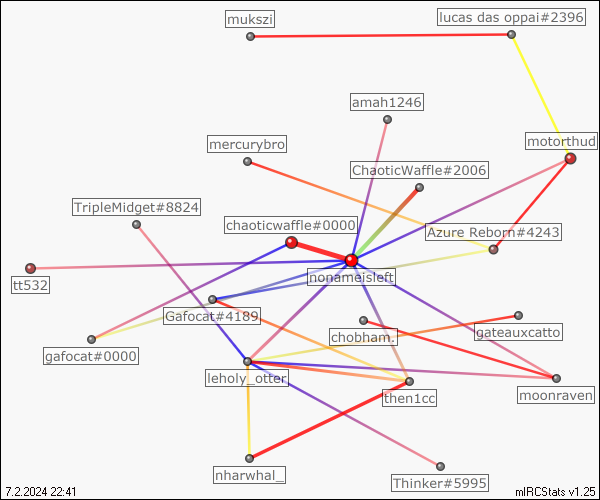 mukszi
lucas das oppai#2396
amah1246
mercurybro
motorthud
ChaoticWaffle#2006
TripleMidget#8824
chaoticwaffle#0000
Azure Reborn#4243
tt532
nonameisleft
Gafocat#4189
chobham.
gateauxcatto
gafocat#0000
leholy_otter
then1cc
moonraven
nharwhal_
Thinker#5995
7.2.2024 22:41
mIRCStats v1.25